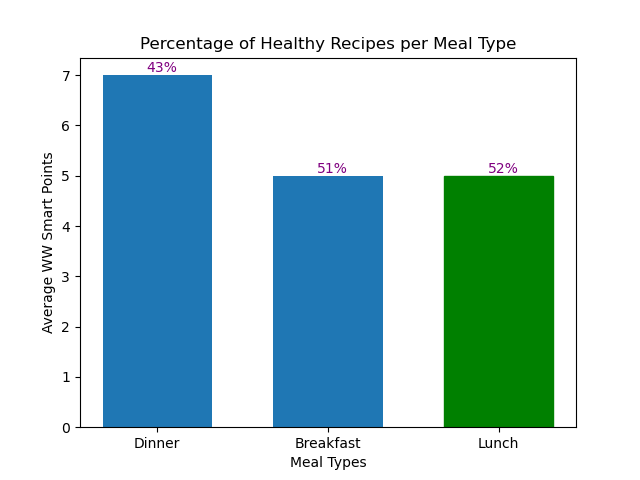 Percentage of Healthy Recipes per Meal Type
43%
51%
52%
7
6
5
4
3
2
1
0
Average WW Smart Points
Dinner Breakfast Lunch
Meal Types